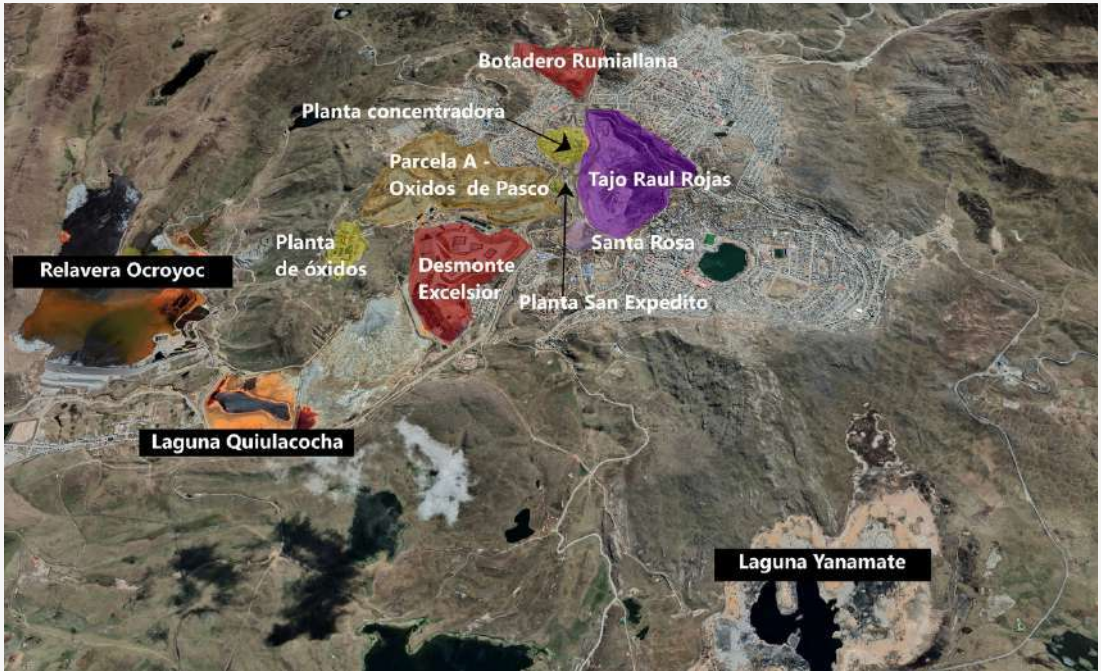 Botadero Rumiallana
Planta concentradora
Parcela A -
Oxidos de Pasco
Tajo Raul Rojas
Planta
de óxidos
Santa Rosa
Relavera Ocroyoc
Desmonte
Excelsior
Planta San Expedito
Laguna Quiulacocha
Laguna Yanamate